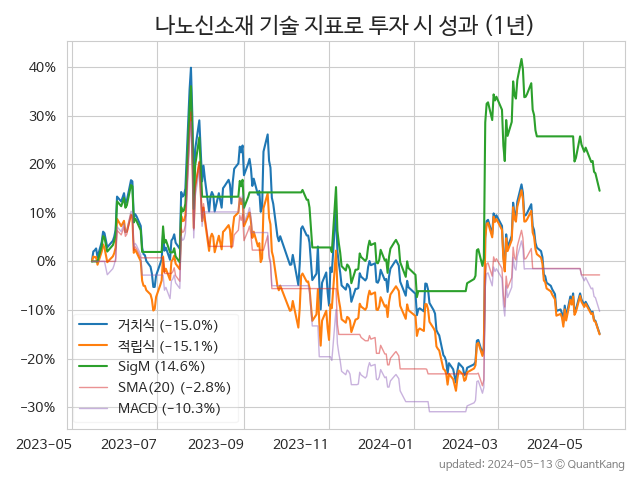 나노신소재 기술 지표로 투자 시 성과 (1년)
40%
30%
20%
10%
0%
−10%
−20%
−30%
거치식 (−15.0%)
적립식 (−15.1%)
SigM (14.6%)
SMA(20) (−2.8%)
MACD (−10.3%)
2023-05 2023-07 2023-09 2023-11 2024-01 2024-03 2024-05
updated: 2024-05-13 ⓒ QuantKang